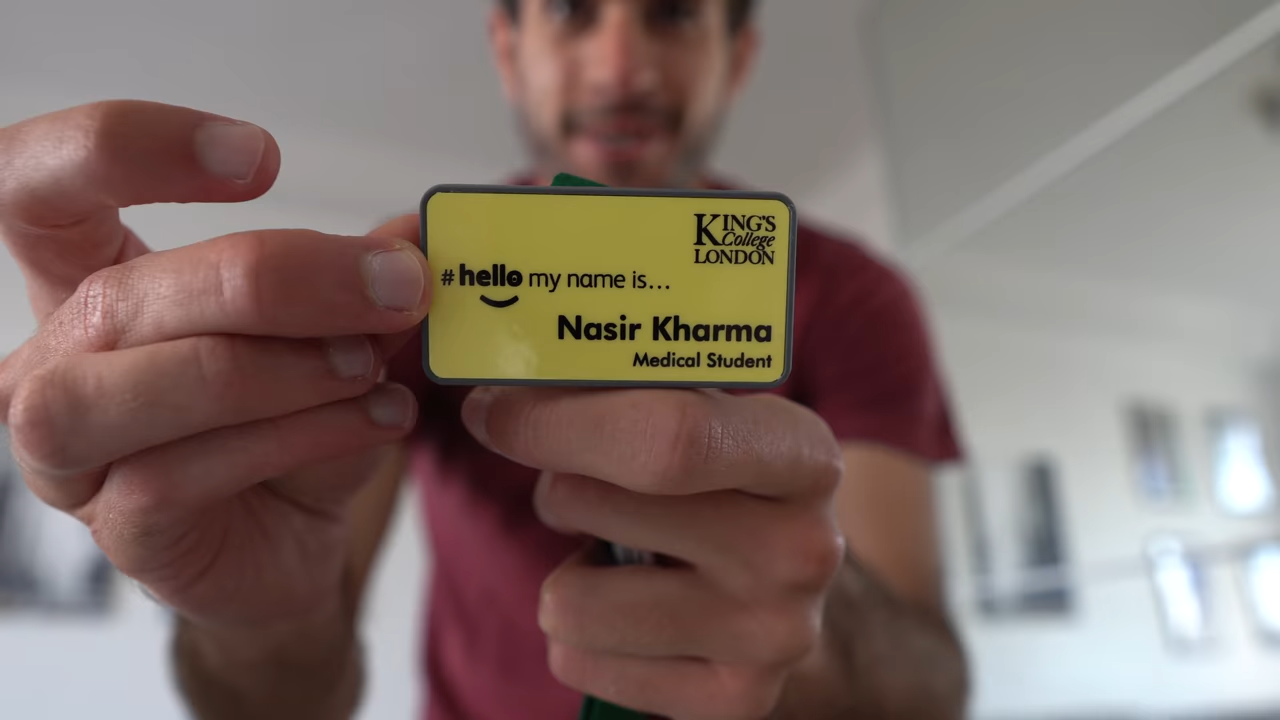 KING'S
College
LONDON
#hello my name is...
Nasir Kharma
Medical Student